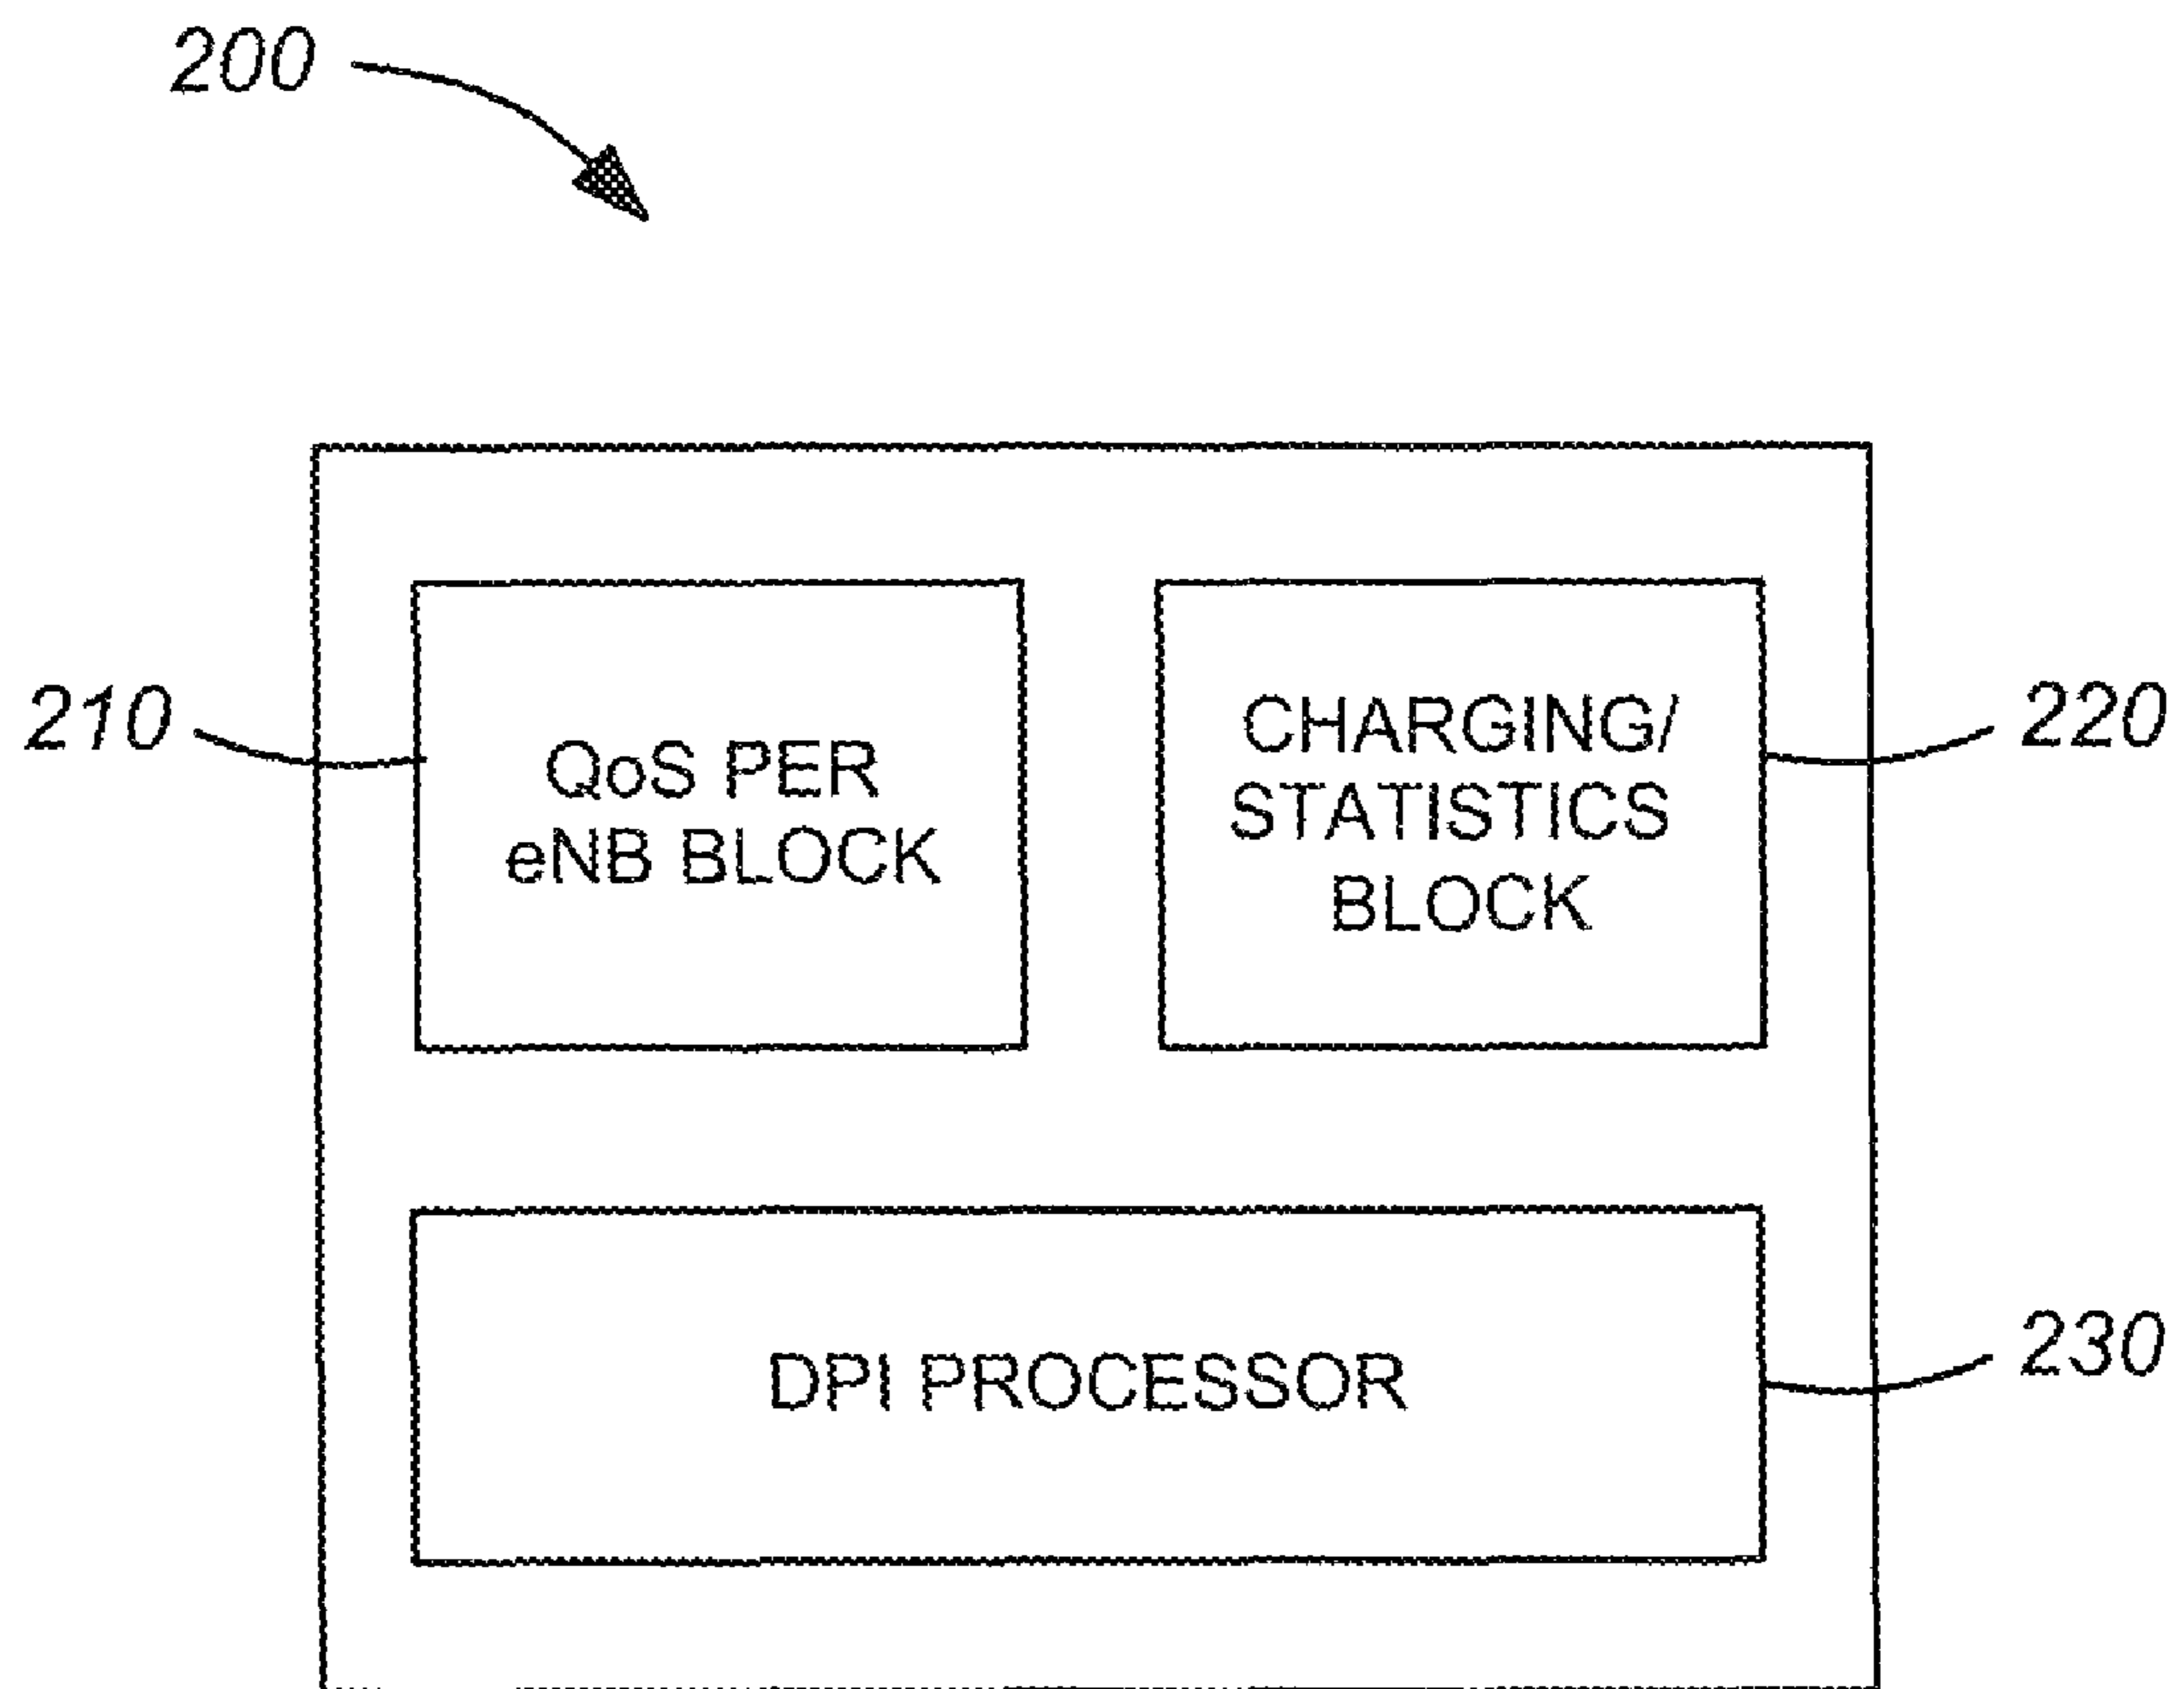 200
210
QoS PER
eNB BLOCK
CHARGING/
STATISTICS
BLOCK
220
DPI PROCESSOR
230